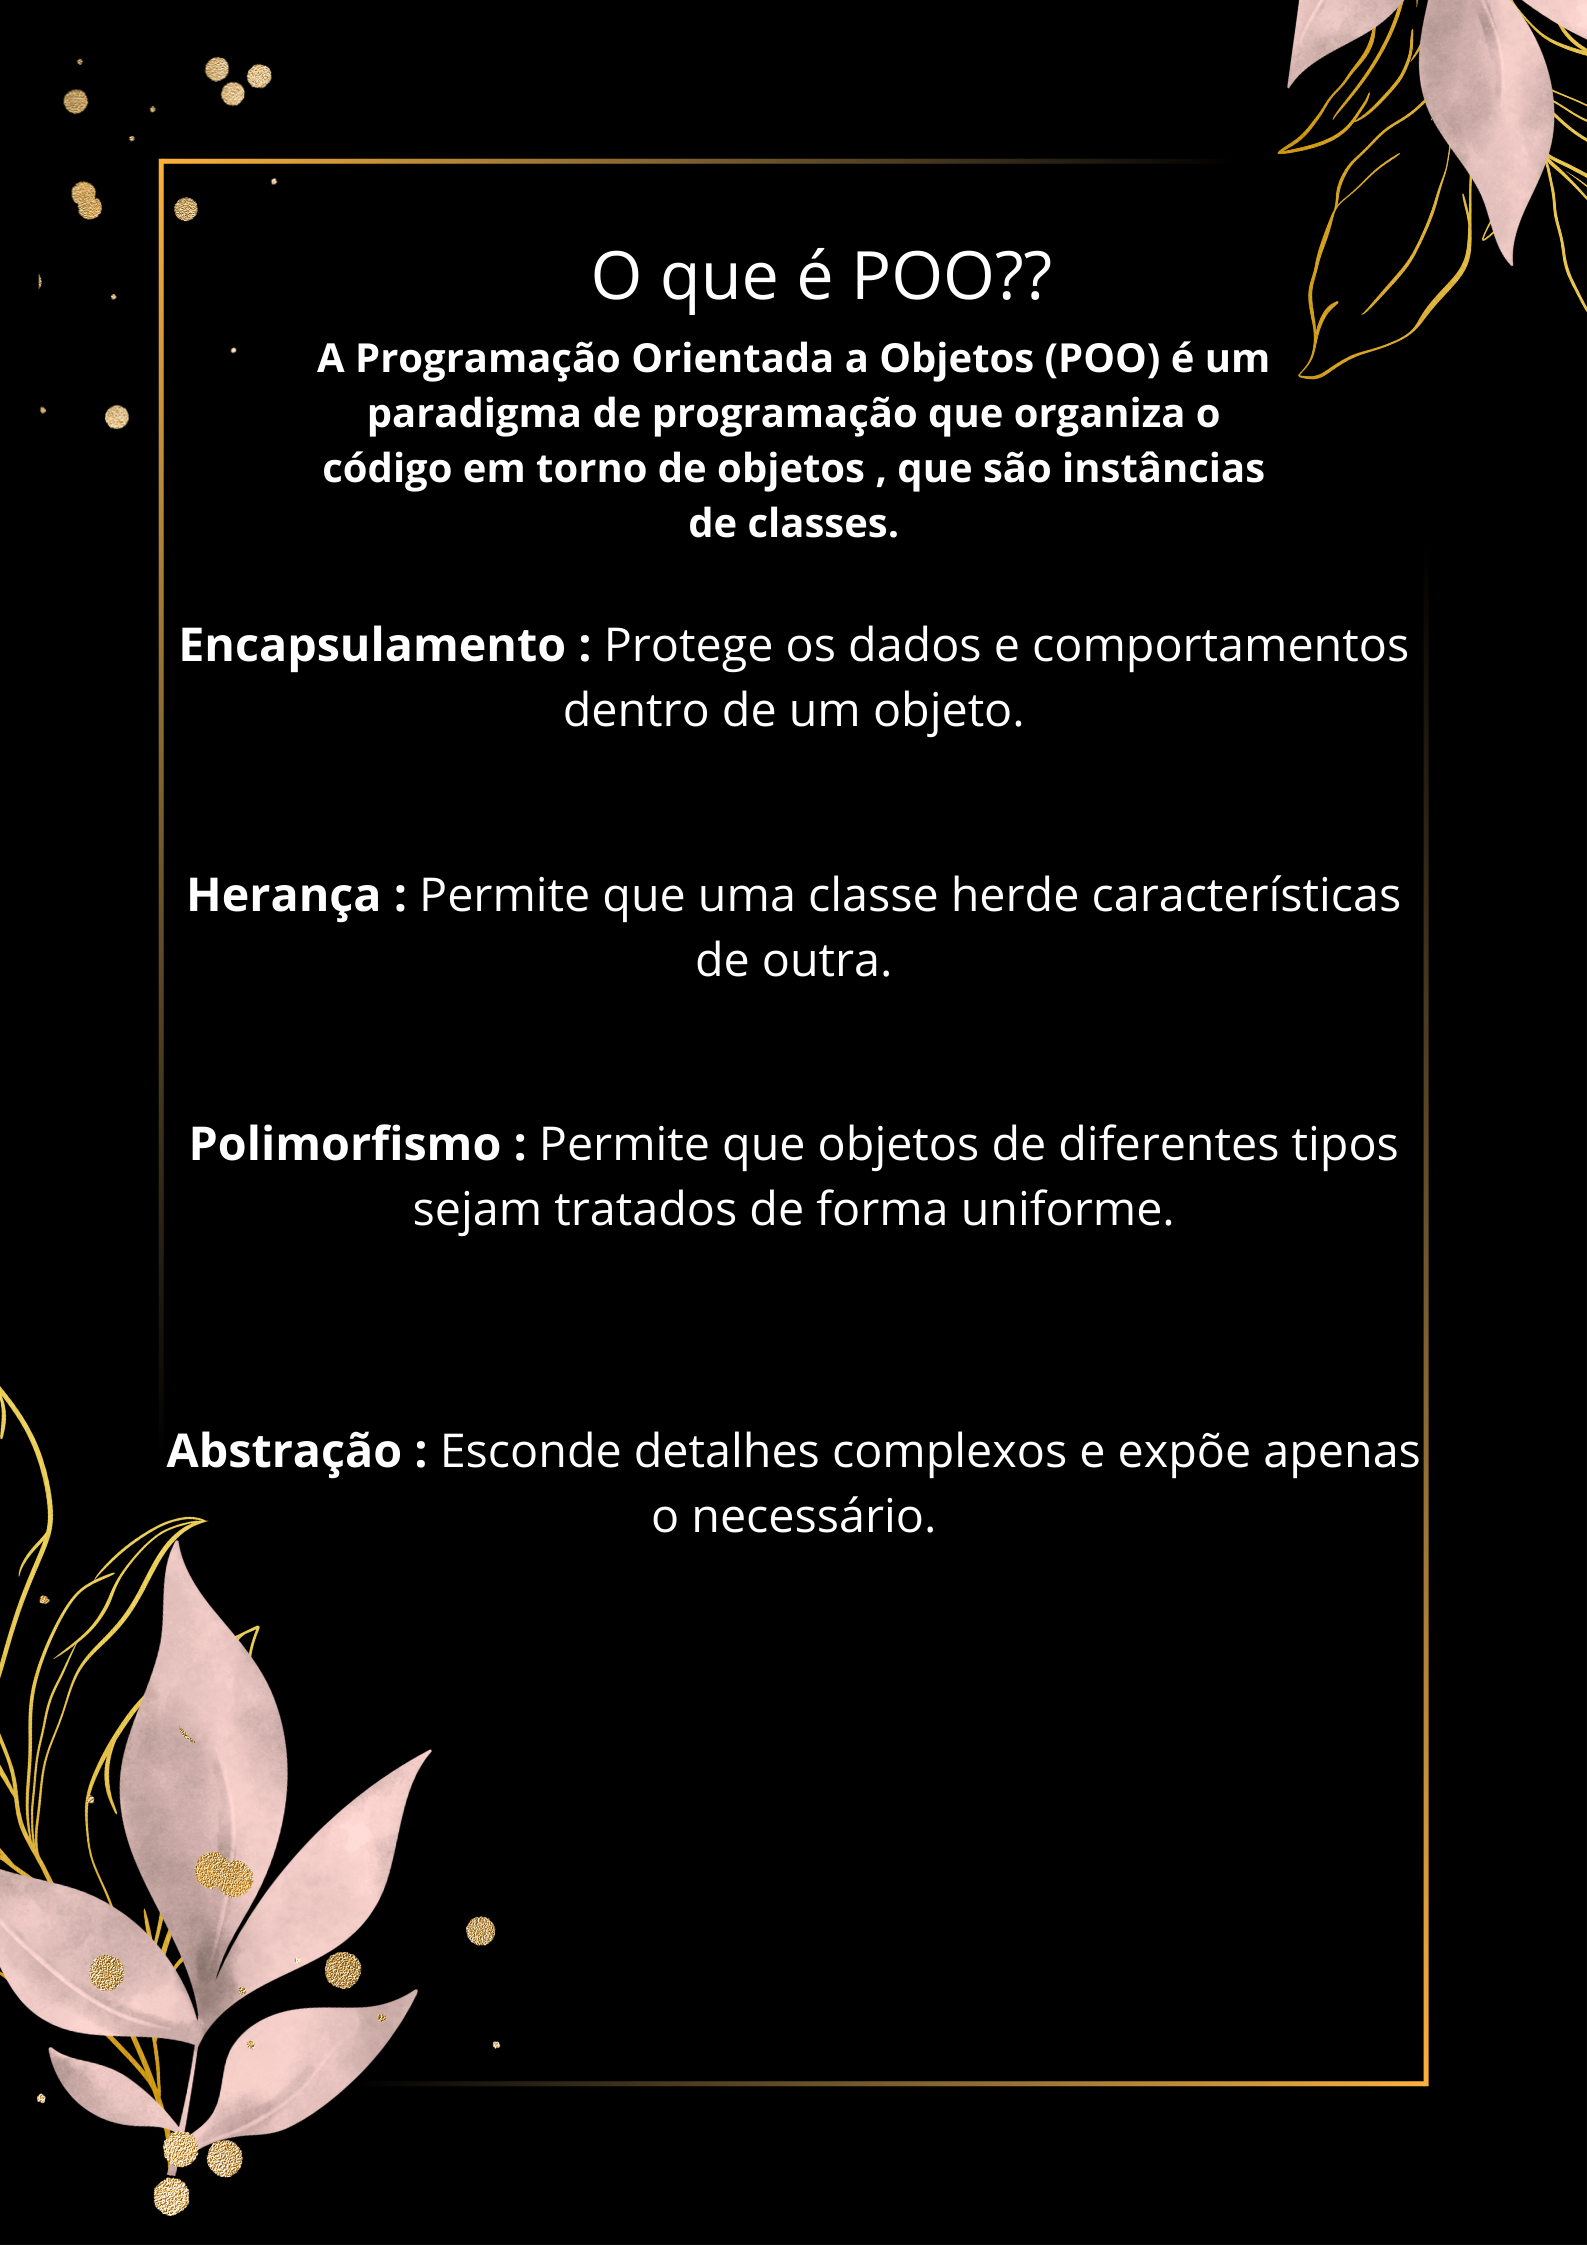 O que é POO??
A Programação Orientada a Objetos (POO) é um
paradigma de programação que organiza o
código em torno de objetos , que são instâncias
de classes.
Encapsulamento : Protege os dados e comportamentos
dentro de um objeto.
Herança : Permite que uma classe herde características
de outra.
Polimorfismo : Permite que objetos de diferentes tipos
sejam tratados de forma uniforme.
Abstração : Esconde detalhes complexos e expõe apenas
o necessário.